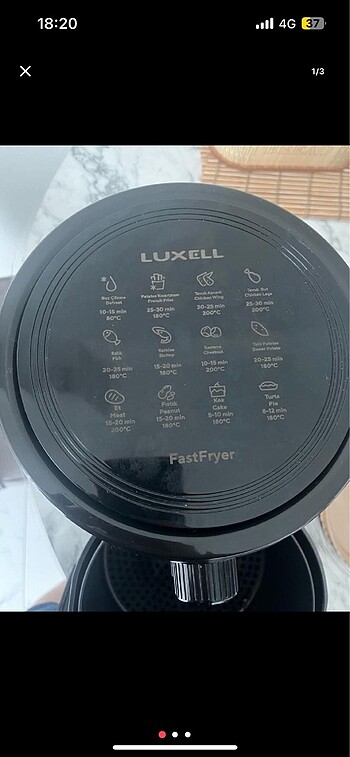 18:20
4G
37
1/3
LUXELL
Buz Çözme
Defrost
10-15 min
80°C
Patates Kızartması
French Fries
25-30 min
180°C
Tavuk Kanadı
Chicken Wing
20-25 min
200°C
Tavuk But
Chicken Legs
25-30 min
200°C
Balık
Fish
20-25 min
180°C
Karides
Shrimp
15-20 min
180°C
Kestane
Chestnut
10-15 min
200°C
Tatlı Patates
Sweet Potato
20-25 min
180°C
Et
Meat
15-20 min
200°C
Fıstık
Peanut
15-20 min
180°C
Kek
Cake
5-10 min
180°C
Turta
Pie
8-12 min
180°C
FastFryer